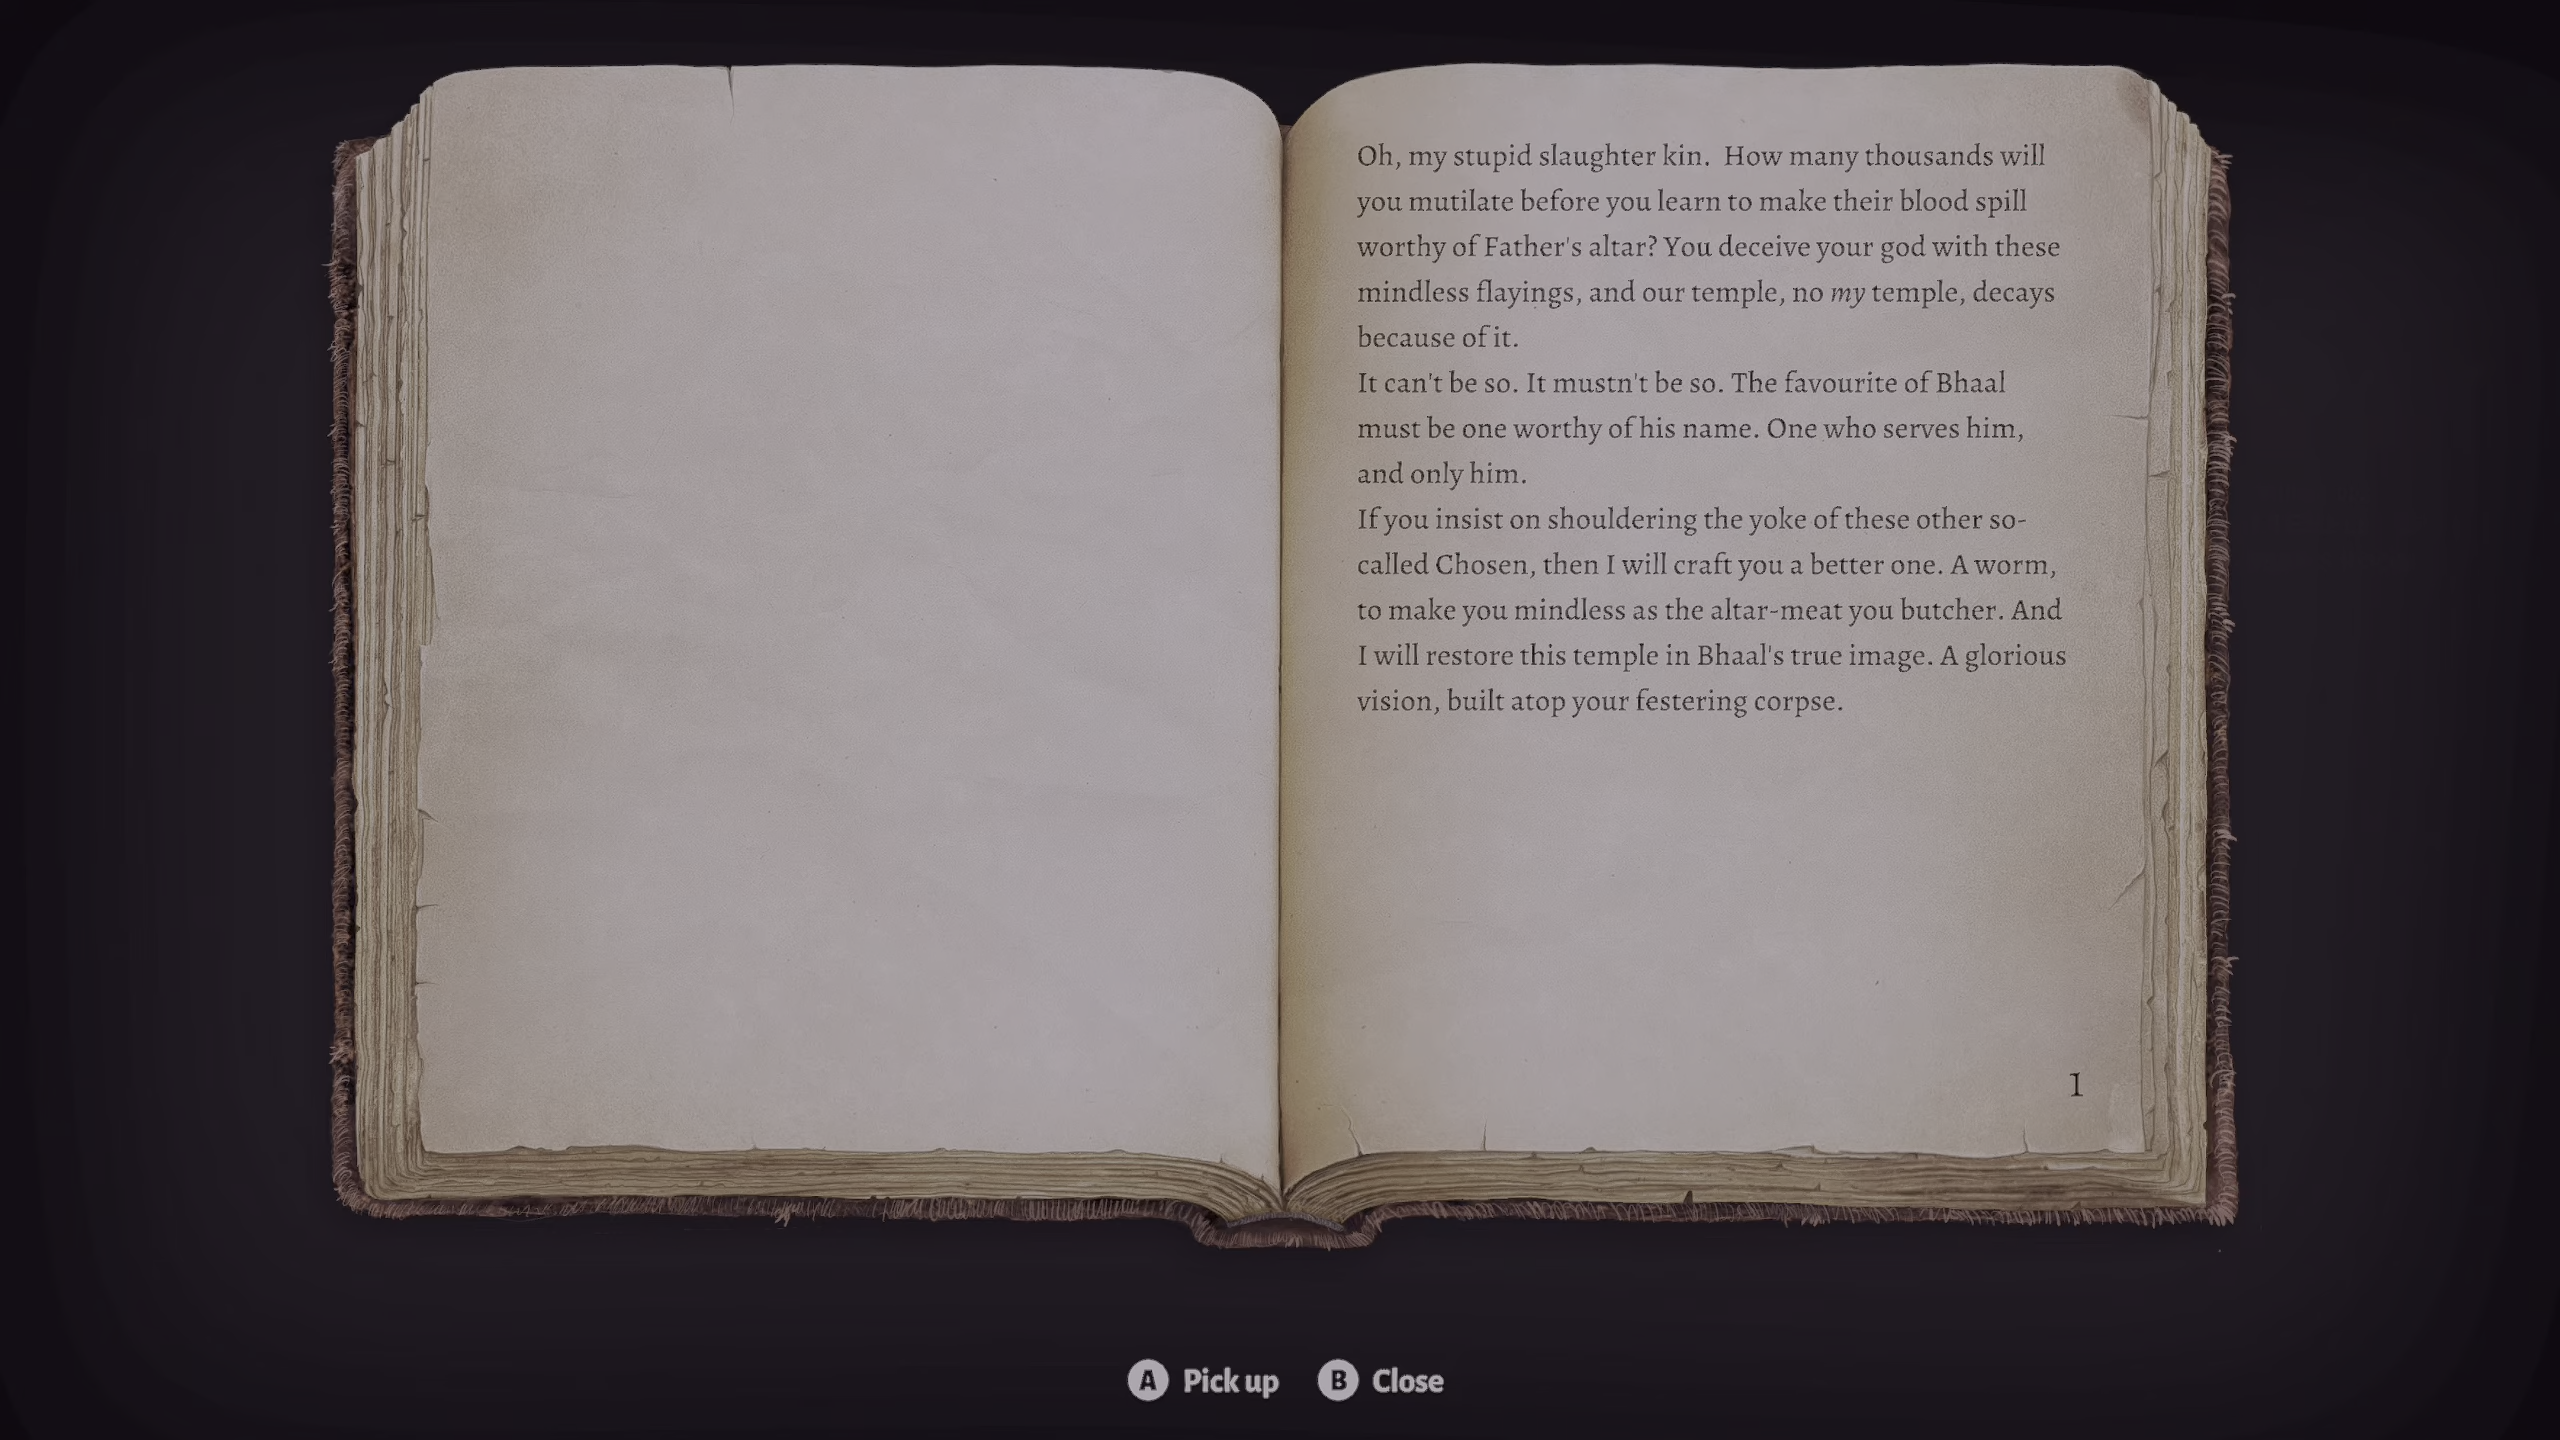 Oh, my stupid slaughter kin.  How many thousands will
you mutilate before you learn to make their blood spill
worthy of Father's altar? You deceive your god with these
mindless flayings, and our temple, no my temple, decays
because of it.
It can't be so. It mustn't be so. The favourite of Bhaal
must be one worthy of his name. One who serves him,
and only him.
If you insist on shouldering the yoke of these other so-
called Chosen, then I will craft you a better one. A worm,
to make you mindless as the altar-meat you butcher. And
I will restore this temple in Bhaal's true image. A glorious
vision, built atop your festering corpse.
1
A Pick up B Close